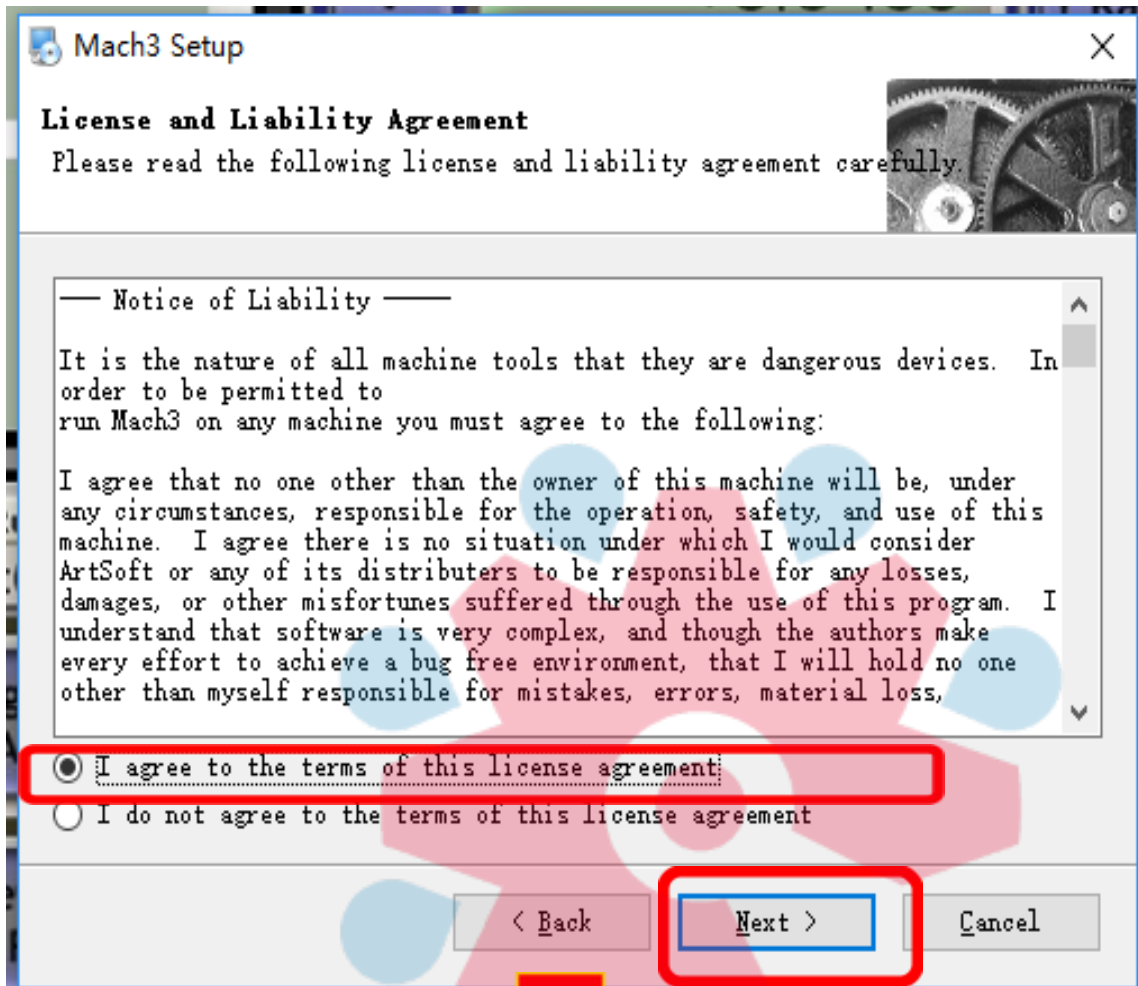 Mach3 Setup
License and Liability Agreement
Please read the following license and liability agreement carefully.
—— Notice of Liability ——
It is the nature of all machine tools that they are dangerous devices.  In
order to be permitted to
run Mach3 on any machine you must agree to the following:
I agree that no one other than the owner of this machine will be, under
any circumstances, responsible for the operation, safety, and use of this
machine.  I agree there is no situation under which I would consider
ArtSoft or any of its distributers to be responsible for any losses,
damages, or other misfortunes suffered through the use of this program.  I
understand that software is very complex, and though the authors make
every effort to achieve a bug free environment, that I will hold no one
other than myself responsible for mistakes, errors, material loss,
I agree to the terms of this license agreement
I do not agree to the terms of this license agreement
< Back
Next >
Cancel